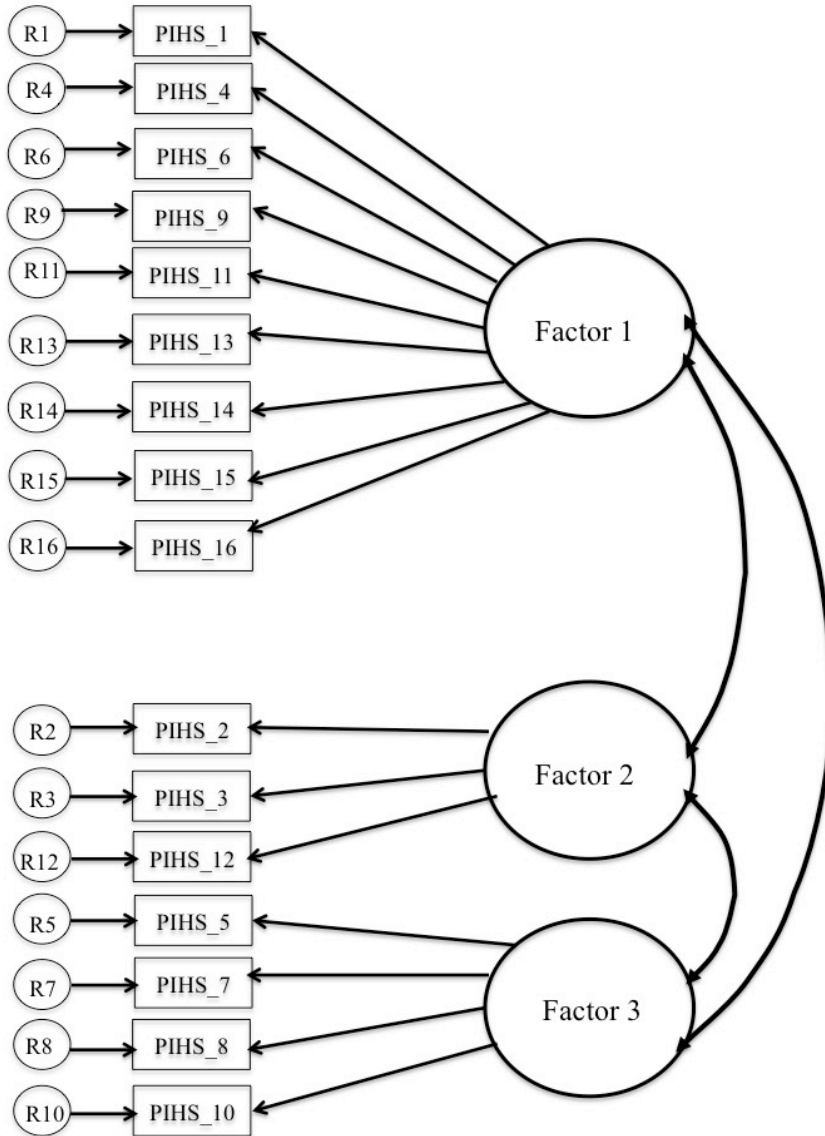 R1 PIHS_1
R4 PIHS_4
R6 PIHS_6
R9 PIHS_9
R11 PIHS_11
Factor 1
R13 PIHS_13
R14 PIHS_14
R15 PIHS_15
R16 PIHS_16
R2 PIHS_2
R3 PIHS_3
Factor 2
R12 PIHS_12
R5 PIHS_5
R7 PIHS_7
Factor 3
R8 PIHS_8
R10 PIHS_10